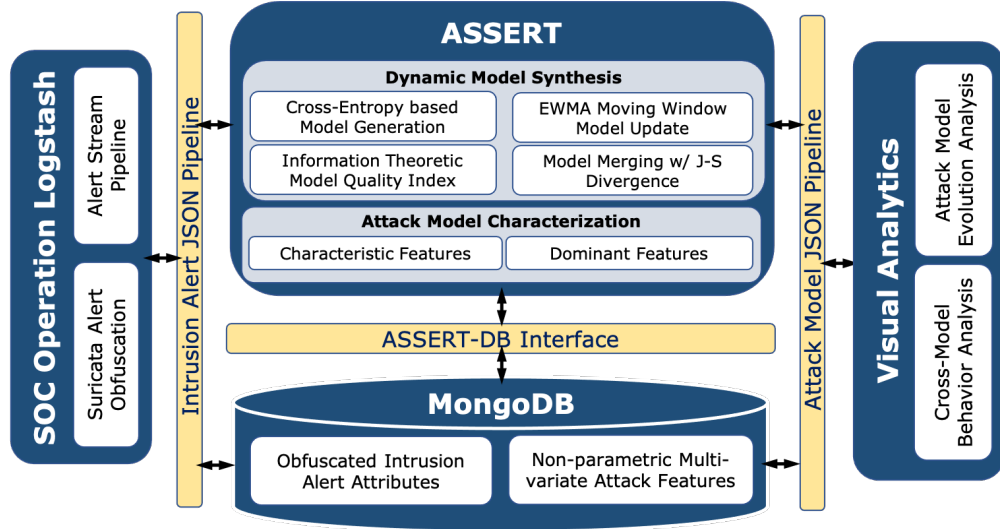 SOC Operation Logstash
Alert Stream
Pipeline
Suricata Alert
Obfuscation
Intrusion Alert JSON Pipeline
ASSERT
Dynamic Model Synthesis
Cross-Entropy based
Model Generation
EWMA Moving Window
Model Update
Information Theoretic
Model Quality Index
Model Merging w/ J-S
Divergence
Attack Model Characterization
Characteristic Features
Dominant Features
ASSERT-DB Interface
MongoDB
Obfuscated Intrusion
Alert Attributes
Non-parametric Multi-
variate Attack Features
Attack Model JSON Pipeline
Visual Analytics
Attack Model
Evolution Analysis
Cross-Model
Behavior Analysis